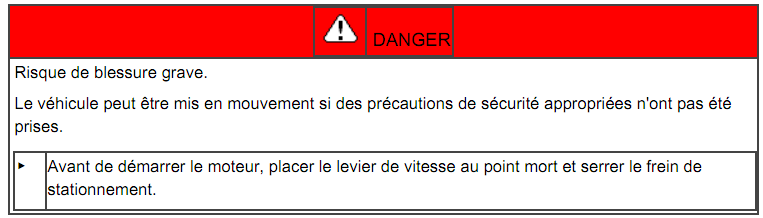 DANGER
Risque de blessure grave.
Le véhicule peut être mis en mouvement si des précautions de sécurité appropriées n'ont pas été
prises.
Avant de démarrer le moteur, placer le levier de vitesse au point mort et serrer le frein de
stationnement.